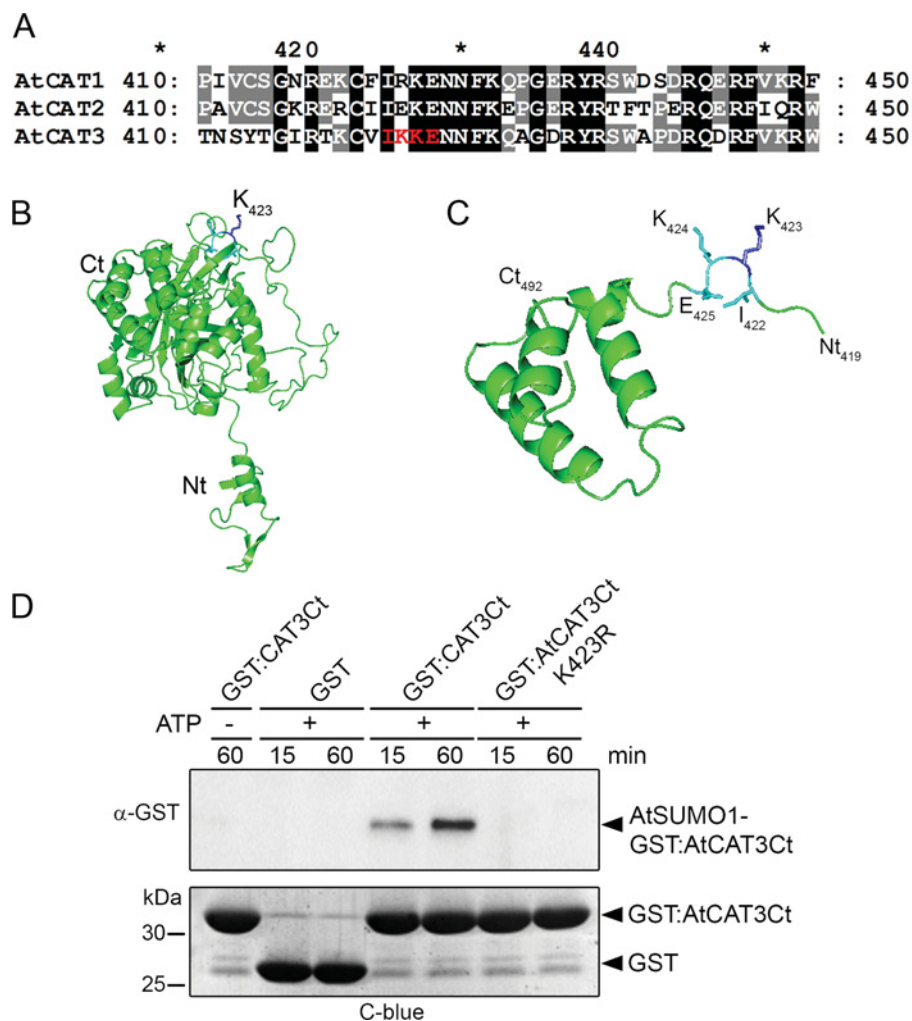 A
* 420 * 440 *
AtCAT1 410: PIVCSGNREKCFIRKENNFKQPGERYRSWDSDRQERFVKRF : 450
AtCAT2 410: PAVCSGKRERCIIEKENNFKEPGERYRTFTPERQERFIQRW : 450
AtCAT3 410: TNSYTGIRTKCVIKKENNFKQAGDRYRSWAPDRQDRFVKRW : 450
B
K423
Ct
Nt
C
K424
K423
Ct492
E425
I422
Nt419
D
GST:CAT3Ct
GST
GST:CAT3Ct
GST:AtCAT3Ct
K423R
ATP - + + +
60 15 60 15 60 15 60 min
α-GST
AtSUMO1-
GST:AtCAT3Ct
kDa
30
25
GST:AtCAT3Ct
GST
C-blue